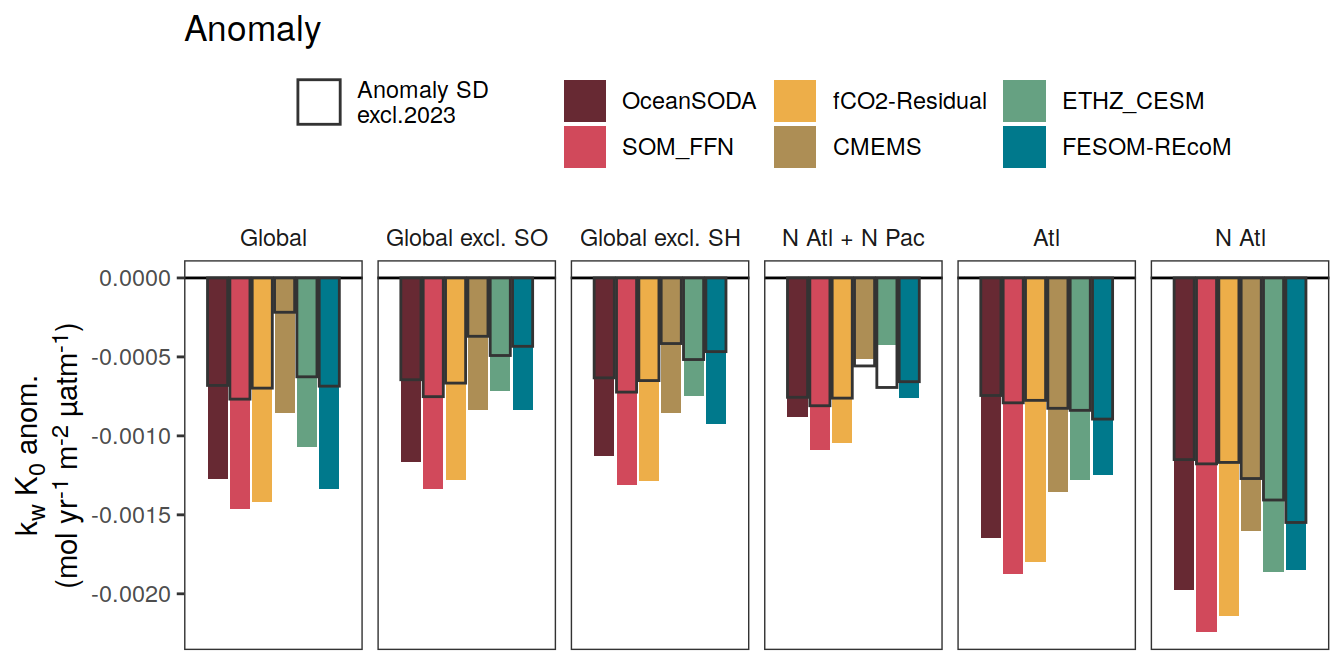 Anomaly
Anomaly SD
excl.2023
OceanSODA
SOM_FFN
fCO2-Residual
CMEMS
ETHZ_CESM
FESOM-REcoM
Global
Global excl. SO
Global excl. SH
N Atl + N Pac
Atl
N Atl
0.0000
-0.0005
-0.0010
-0.0015
-0.0020
kw K0 anom.
(mol yr-1 m-2 µatm-1)